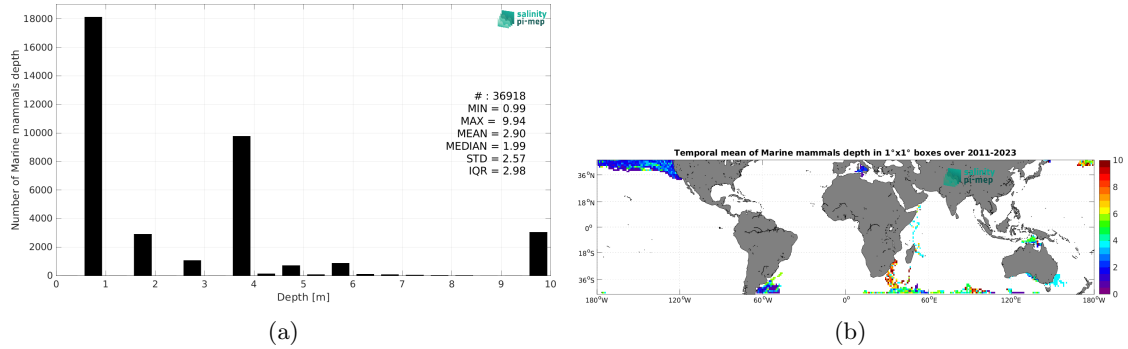 18000
16000
14000
12000
10000
8000
6000
4000
2000
0
Number of Marine mammals depth
salinity
pi-mep
# : 36918
MIN = 0.99
MAX = 9.94
MEAN = 2.90
MEDIAN = 1.99
STD = 2.57
IQR = 2.98
0 1 2 3 4 5 6 7 8 9 10
Depth [m]
(a)
Temporal mean of Marine mammals depth in 1°x1° boxes over 2011-2023
salinity
pi-mep
36°N
18°N
0°
18°S
36°S
180°W 120°W 60°W 0° 60°E 120°E 180°W
10
8
6
4
2
0
(b)